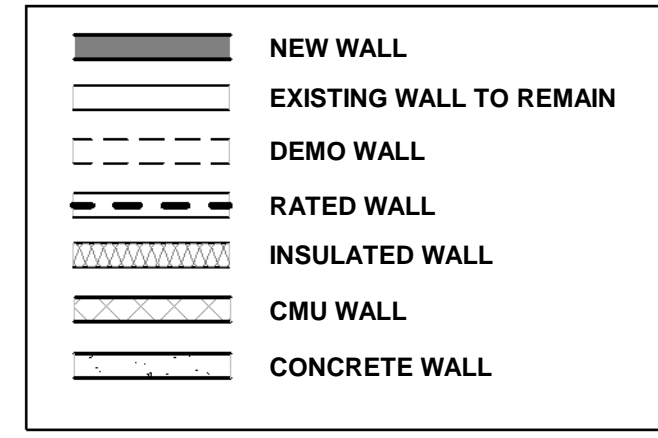 NEW WALL
EXISTING WALL TO REMAIN
DEMO WALL
RATED WALL
INSULATED WALL
CMU WALL
CONCRETE WALL